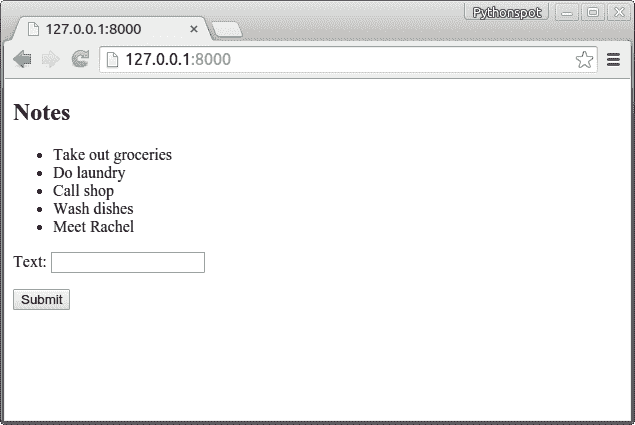 Pythonspot
127.0.0.1:8000
127.0.0.1:8000
Notes
• Take out groceries
• Do laundry
• Call shop
• Wash dishes
• Meet Rachel
Text:
Submit